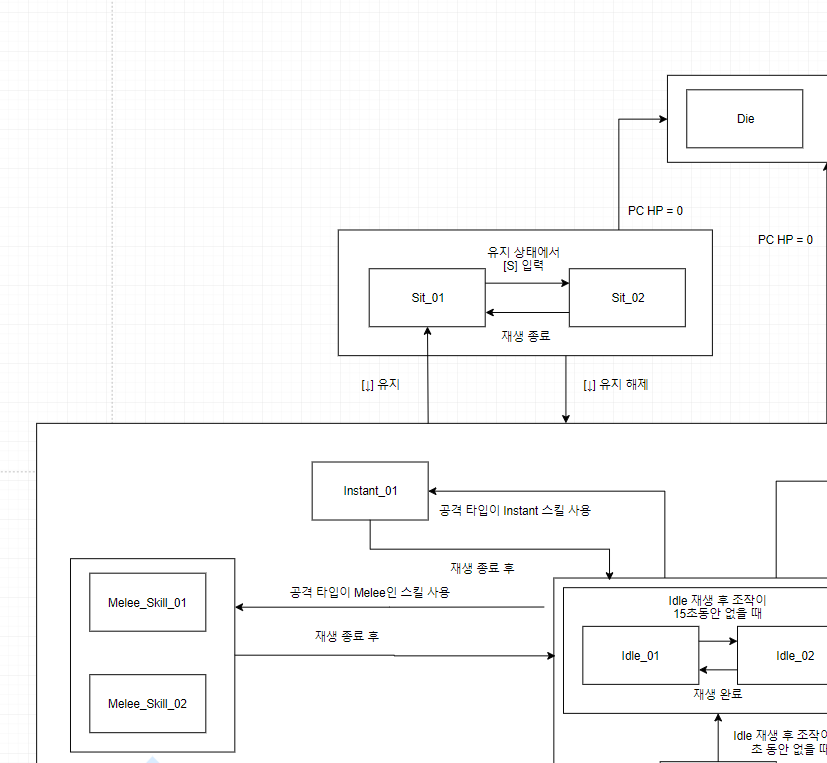 Die
PC HP = 0
PC HP = 0
유지 상태에서
[S] 입력
Sit_01
Sit_02
재생 종료
[↓] 유지
[↓] 유지 해제
Instant_01
공격 타입이 Instant 스킬 사용
재생 종료 후
Melee_Skill_01
공격 타입이 Melee인 스킬 사용
재생 종료 후
Melee_Skill_02
Idle 재생 후 조작이
15초동안 없을 때
Idle_01
Idle_02
재생 완료
Idle 재생 후 조작이
초 동안 없을 때